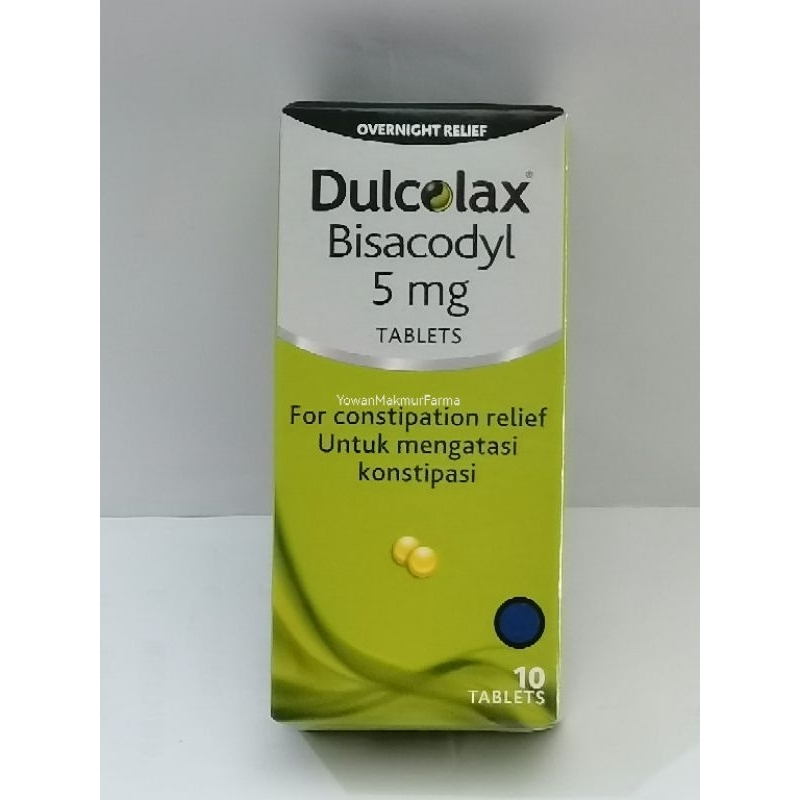 OVERNIGHT RELIEF
Dulcolax®
Bisacodyl
5 mg
TABLETS
YowanMakmurFarma
For constipation relief
Untuk mengatasi
konstipasi
10
TABLETS